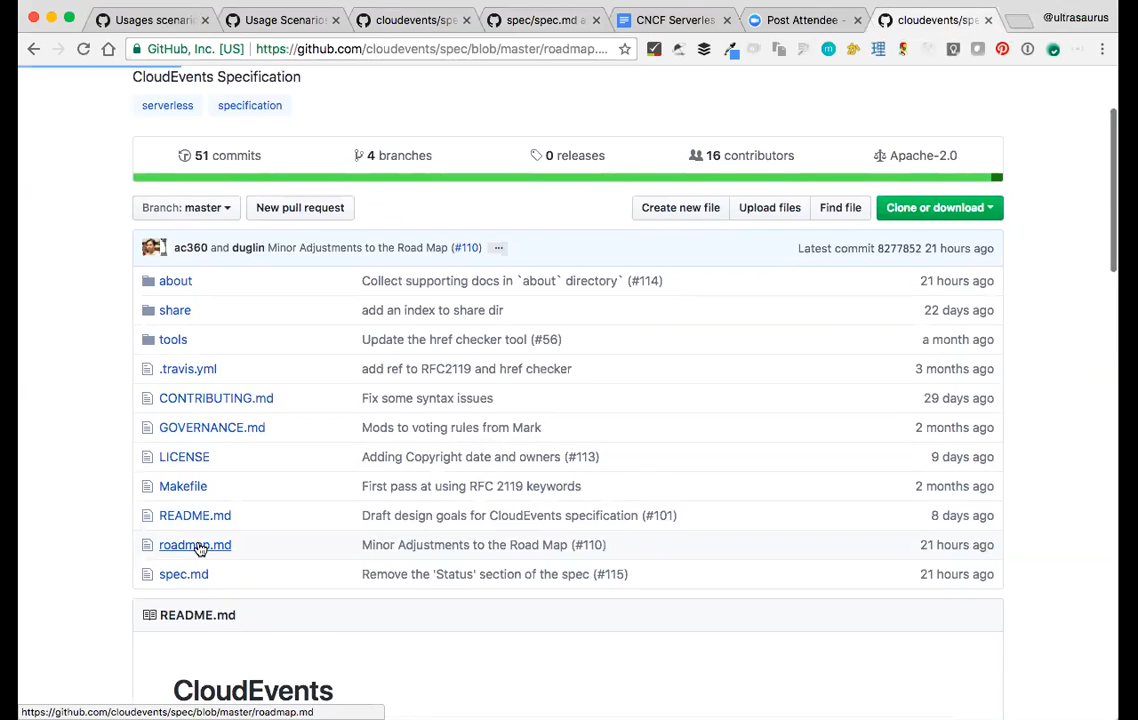 Usages scenari
Usage Scenarios
cloudevents/spe
spec/spec.md a
CNCF Serverles
Post Attendee -
cloudevents/spe
@ultrasaurus
GitHub, Inc. [US]
https://github.com/cloudevents/spec/blob/master/roadmap....
理
CloudEvents Specification
serverless
specification
51 commits
4 branches
0 releases
16 contributors
Apache-2.0
Branch: master
New pull request
Create new file
Upload files
Find file
Clone or download
ac360 and duglin Minor Adjustments to the Road Map (#110) ...
Latest commit 8277852 21 hours ago
about
Collect supporting docs in `about` directory` (#114)
21 hours ago
share
add an index to share dir
22 days ago
tools
Update the href checker tool (#56)
a month ago
.travis.yml
add ref to RFC2119 and href checker
3 months ago
CONTRIBUTING.md
Fix some syntax issues
29 days ago
GOVERNANCE.md
Mods to voting rules from Mark
2 months ago
LICENSE
Adding Copyright date and owners (#113)
9 days ago
Makefile
First pass at using RFC 2119 keywords
2 months ago
README.md
Draft design goals for CloudEvents specification (#101)
8 days ago
roadmap.md
Minor Adjustments to the Road Map (#110)
21 hours ago
spec.md
Remove the 'Status' section of the spec (#115)
21 hours ago
README.md
CloudEvents
https://github.com/cloudevents/spec/blob/master/roadmap.md